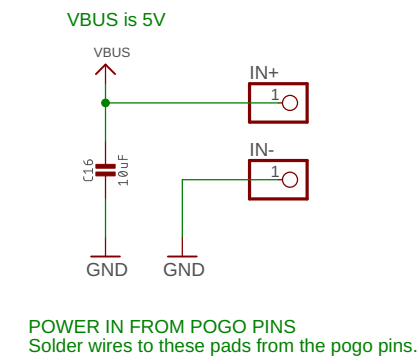 VBUS is 5V
VBUS
IN+
1
IN-
1
C16
10uF
GND
GND
POWER IN FROM POGO PINS
Solder wires to these pads from the pogo pins.